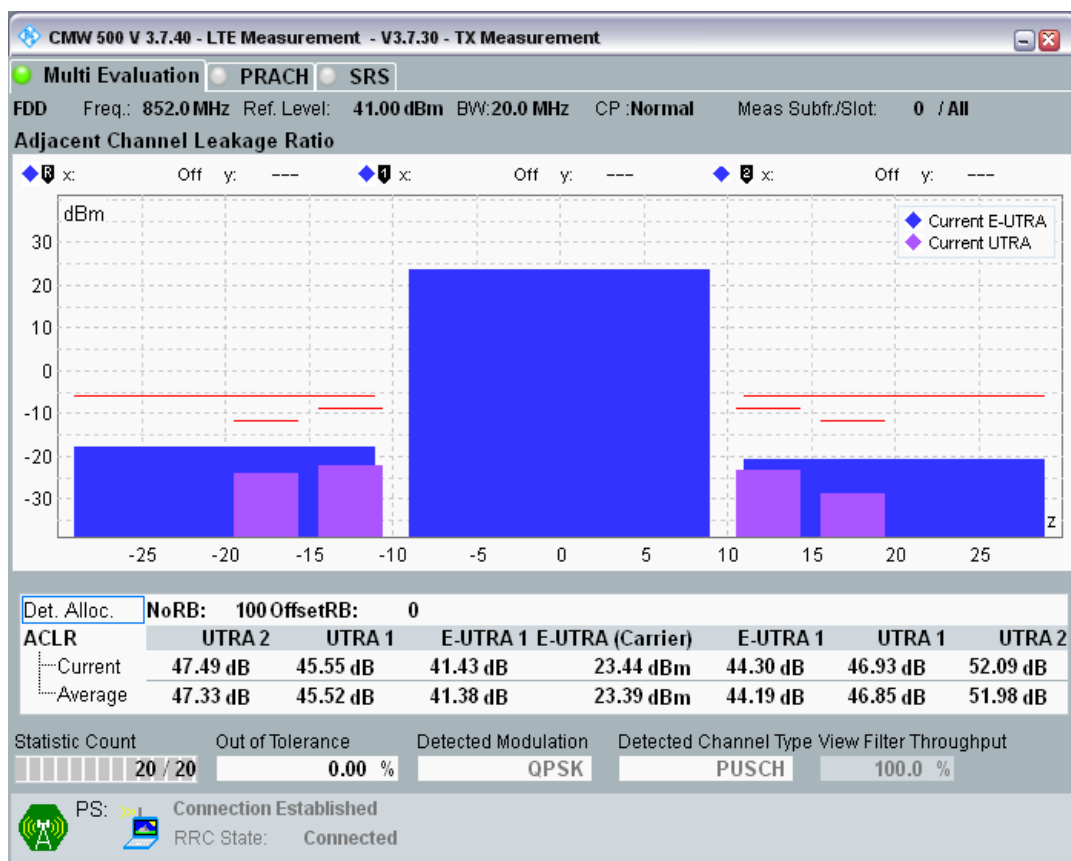 CMW 500 V 3.7.40 - LTE Measurement - V3.7.30 - TX Measurement
Multi Evaluation PRACH SRS
FDD Freq.: 852.0 MHz Ref. Level: 41.00 dBm BW: 20.0 MHz CP : Normal Meas Subfr./Slot: 0 / All
Adjacent Channel Leakage Ratio
R x: Off y: --- 1 x: Off y: --- 2 x: Off y: ---
dBm
Current E-UTRA
Current UTRA
30
20
10
0
-10
-20
-30
z
-25 -20 -15 -10 -5 0 5 10 15 20 25
Det. Alloc. NoRB: 100 OffsetRB: 0
ACLR UTRA 2 UTRA 1 E-UTRA 1 E-UTRA (Carrier) E-UTRA 1 UTRA 1 UTRA 2
Current 47.49 dB 45.55 dB 41.43 dB 23.44 dBm 44.30 dB 46.93 dB 52.09 dB
Average 47.33 dB 45.52 dB 41.38 dB 23.39 dBm 44.19 dB 46.85 dB 51.98 dB
Statistic Count Out of Tolerance Detected Modulation Detected Channel Type View Filter Throughput
20 / 20 0.00 % QPSK PUSCH 100.0 %
PS: Connection Established
RRC State: Connected